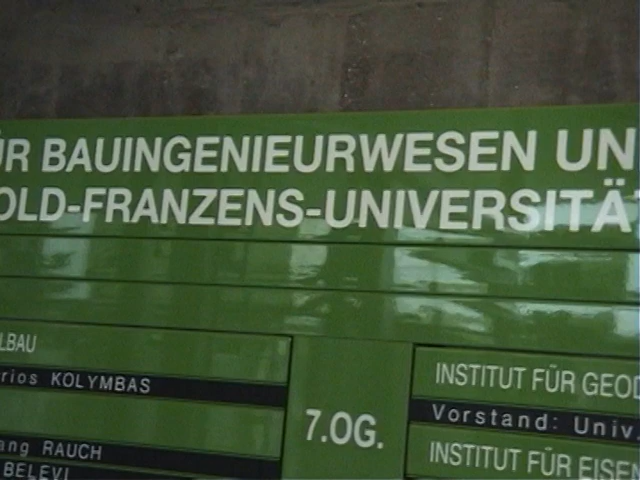 ÜR BAUINGENIEURWESEN UN
OLD-FRANZENS-UNIVERSITÄ
LBAU
rios KOLYMBAS
ang RAUCH
BELEVI
7.OG.
INSTITUT FÜR GEOD
Vorstand: Univ.
INSTITUT FÜR EISEN